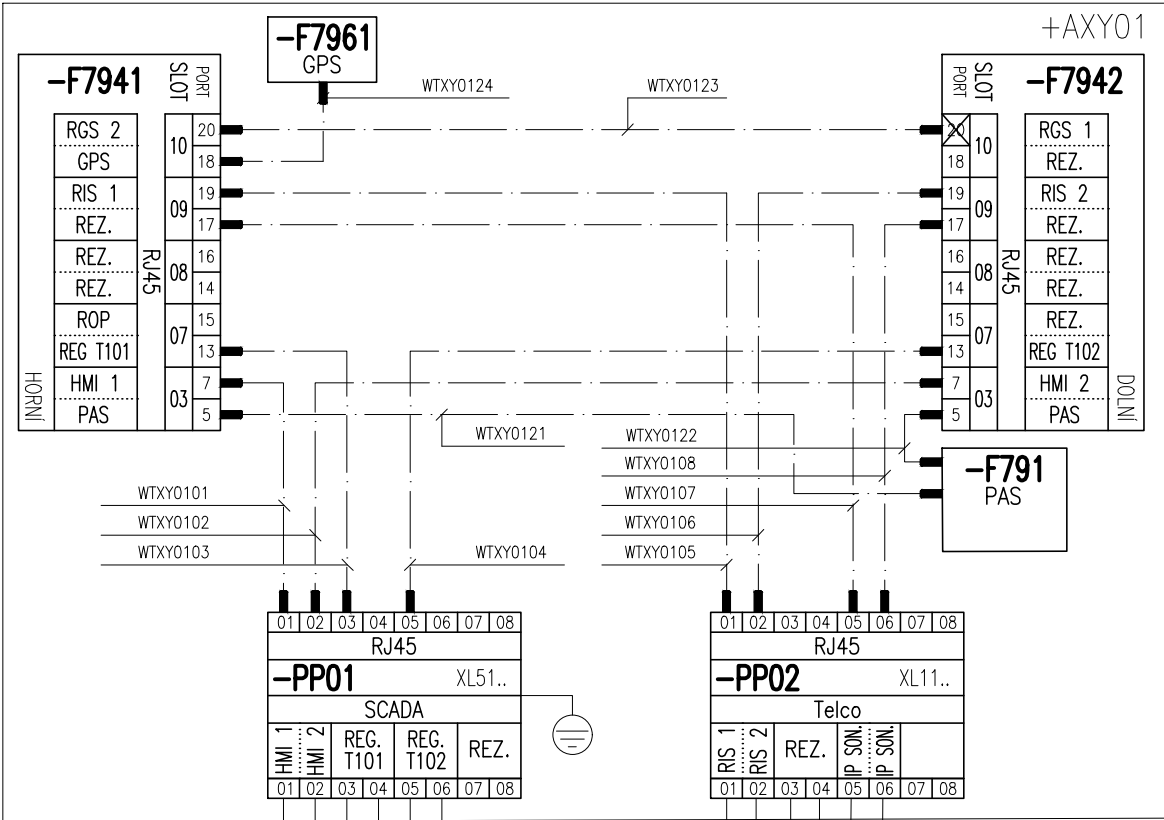 +AXY01
-F7961
GPS
-F7941
SLOT
PORT
RGS 2
GPS
RIS 1
REZ.
REZ.
REZ.
ROP
REG T101
HMI 1
PAS
HORNÍ
RJ45
10
09
08
07
03
20
18
19
17
16
14
15
13
7
5
WTXY0124
WTXY0123
PORT
SLOT
-F7942
20
18
19
17
16
14
15
13
7
5
10
09
08
07
03
RJ45
RGS 1
REZ.
RIS 2
REZ.
REZ.
REZ.
REZ.
REG T102
HMI 2
PAS
DOLNÍ
WTXY0121
WTXY0122
WTXY0108
WTXY0107
WTXY0106
WTXY0105
-F791
PAS
WTXY0101
WTXY0102
WTXY0103
WTXY0104
01 02 03 04 05 06 07 08
RJ45
-PP01 XL51..
SCADA
HMI 1
HMI 2
REG.
T101
REG.
T102
REZ.
01 02 03 04 05 06 07 08
01 02 03 04 05 06 07 08
RJ45
-PP02 XL11..
Telco
RIS 1
RIS 2
REZ.
IP SON.
IP SON.
01 02 03 04 05 06 07 08